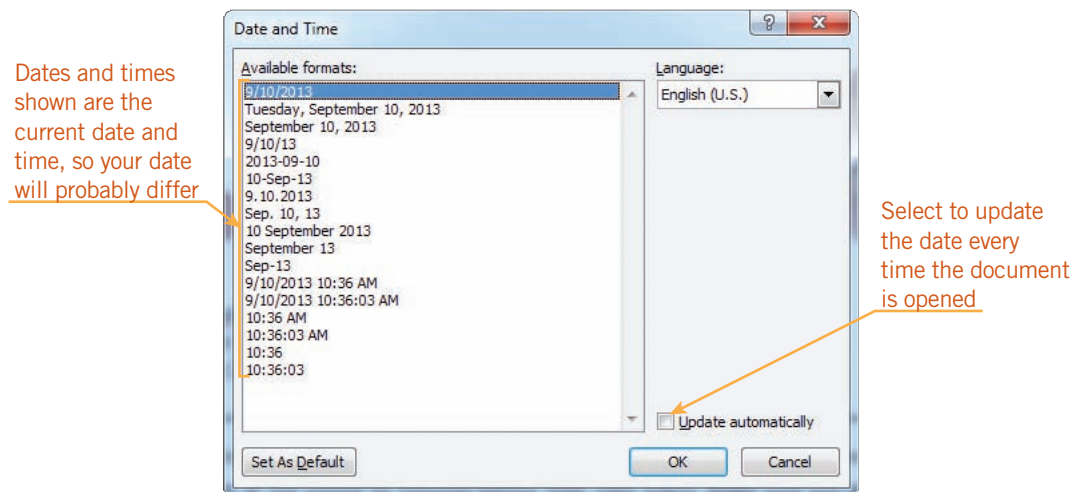 Date and Time
Dates and times
shown are the
current date and
time, so your date
will probably differ
Available formats:
9/10/2013
Tuesday, September 10, 2013
September 10, 2013
9/10/13
2013-09-10
10-Sep-13
9.10.2013
Sep. 10, 13
10 September 2013
September 13
Sep-13
9/10/2013 10:36 AM
9/10/2013 10:36:03 AM
10:36 AM
10:36:03 AM
10:36
10:36:03
Language:
English (U.S.)
Select to update
the date every
time the document
is opened
Update automatically
Set As Default
OK
Cancel